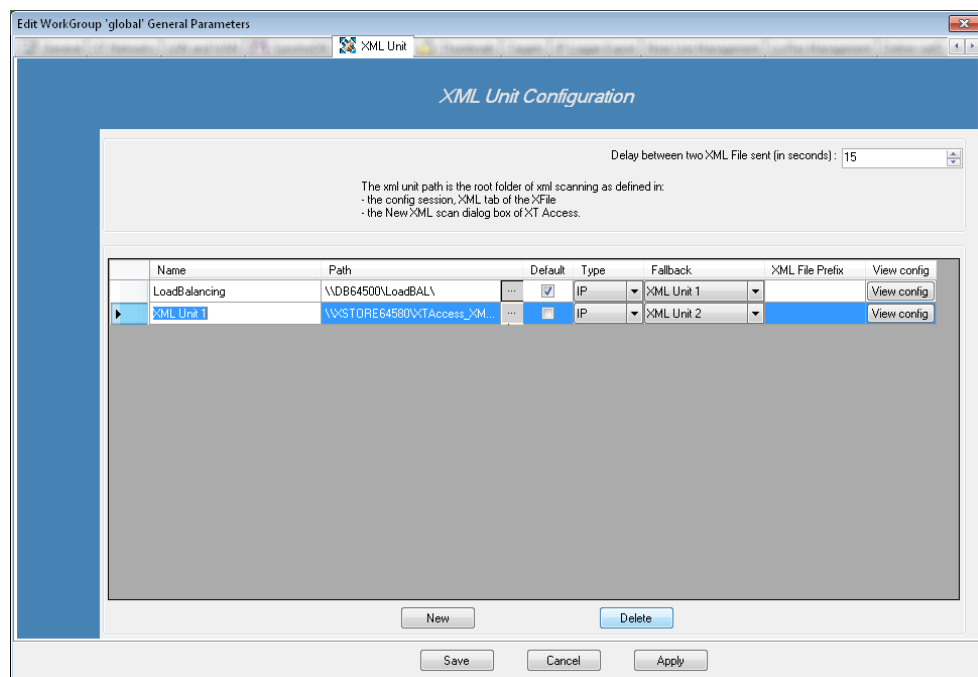 Edit WorkGroup 'global' General Parameters
XML Unit
XML Unit Configuration
Delay between two XML File sent (in seconds) : 15
The xml unit path is the root folder of xml scanning as defined in:
- the config session, XML tab of the XFile
- the New XML scan dialog box of XT Access.
Name Path Default Type Fallback XML File Prefix View config
LoadBalancing \\DB64500\LoadBAL\ ... IP XML Unit 1 View config
XML Unit 1 \\XSTORE64580\XTAccess_XM... ... IP XML Unit 2 View config
New Delete
Save Cancel Apply